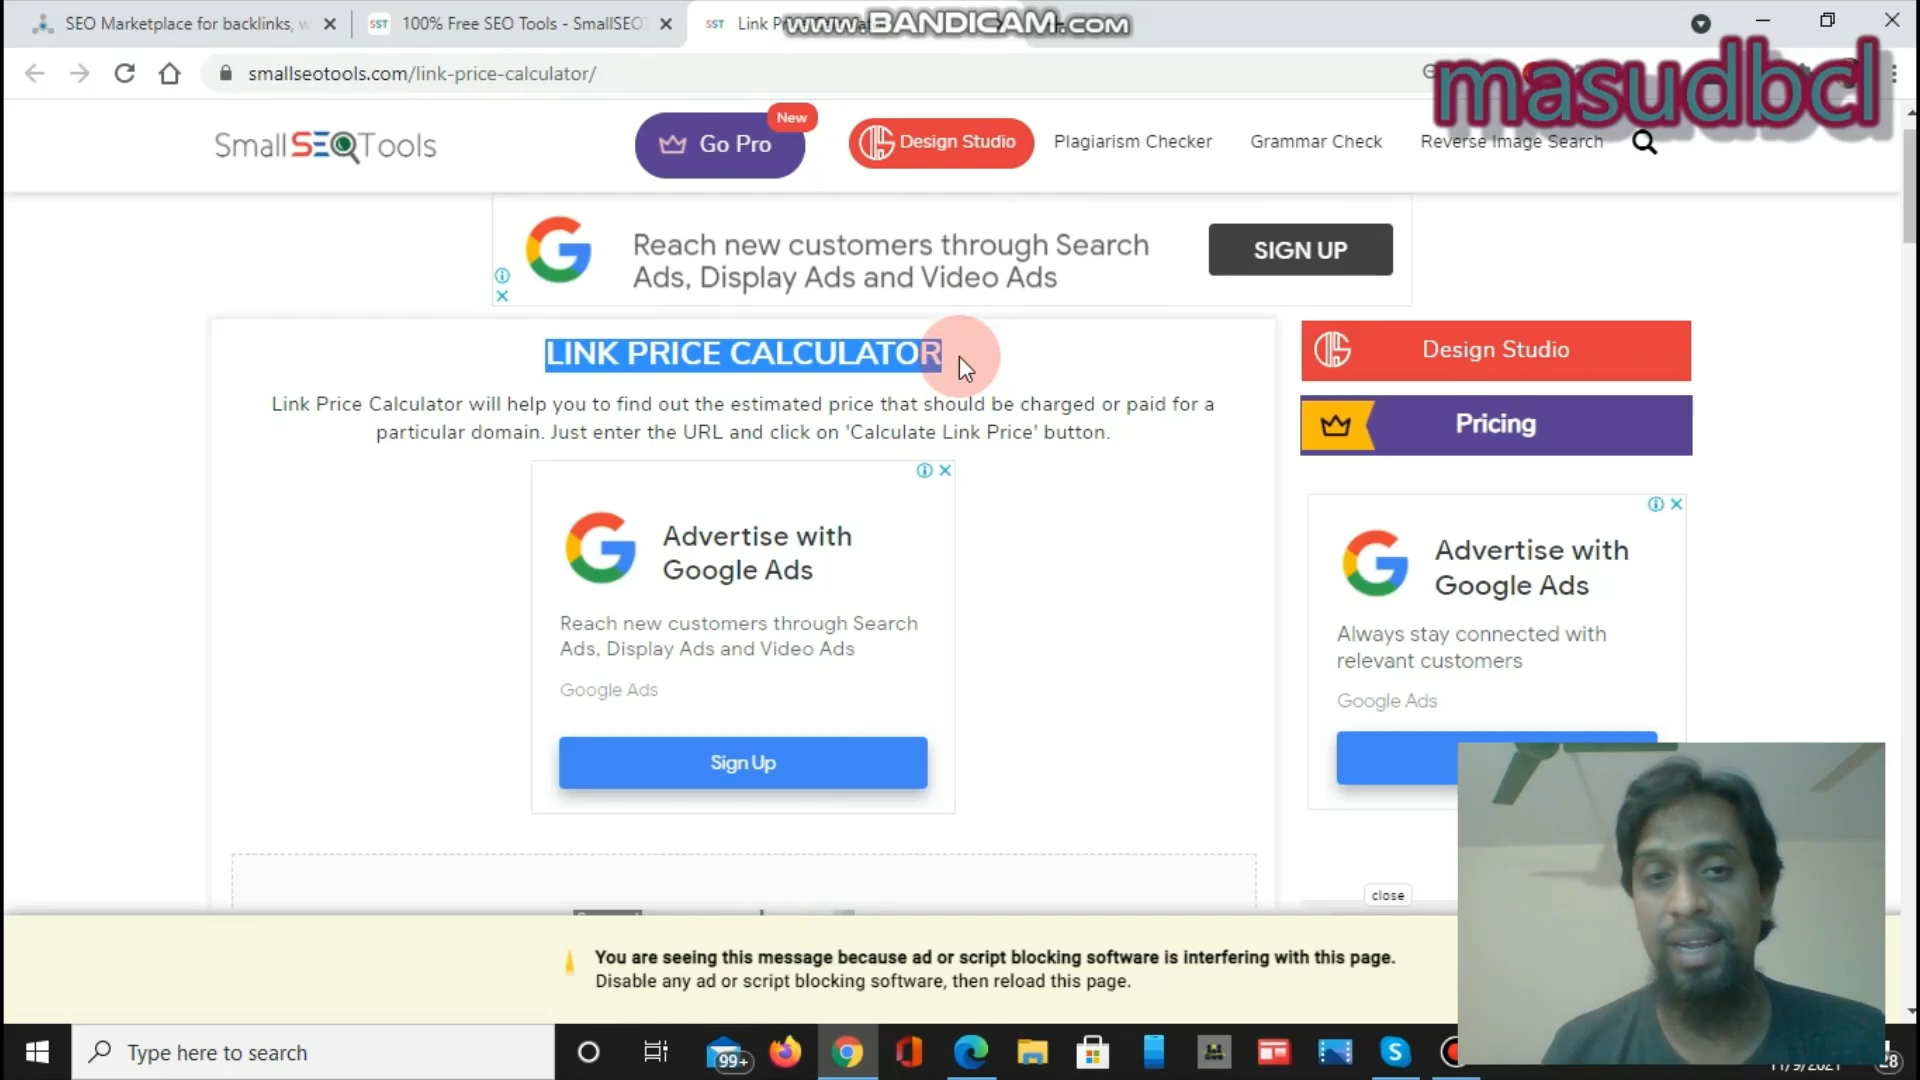 SEO Marketplace for backlinks, w
100% Free SEO Tools - SmallSEO
Link Pr
www.BANDICAM.com
smallseotools.com/link-price-calculator/
masudbcl
SmallSEOTools
Go Pro
New
Design Studio
Plagiarism Checker
Grammar Check
Reverse Image Search
Reach new customers through Search
Ads, Display Ads and Video Ads
SIGN UP
LINK PRICE CALCULATOR
Link Price Calculator will help you to find out the estimated price that should be charged or paid for a
particular domain. Just enter the URL and click on 'Calculate Link Price' button.
Design Studio
Pricing
Advertise with
Google Ads
Reach new customers through Search
Ads, Display Ads and Video Ads
Google Ads
Sign Up
Advertise with
Google Ads
Always stay connected with
relevant customers
Google Ads
close
You are seeing this message because ad or script blocking software is interfering with this page.
Disable any ad or script blocking software, then reload this page.
Type here to search
99+
11/9/2021
28